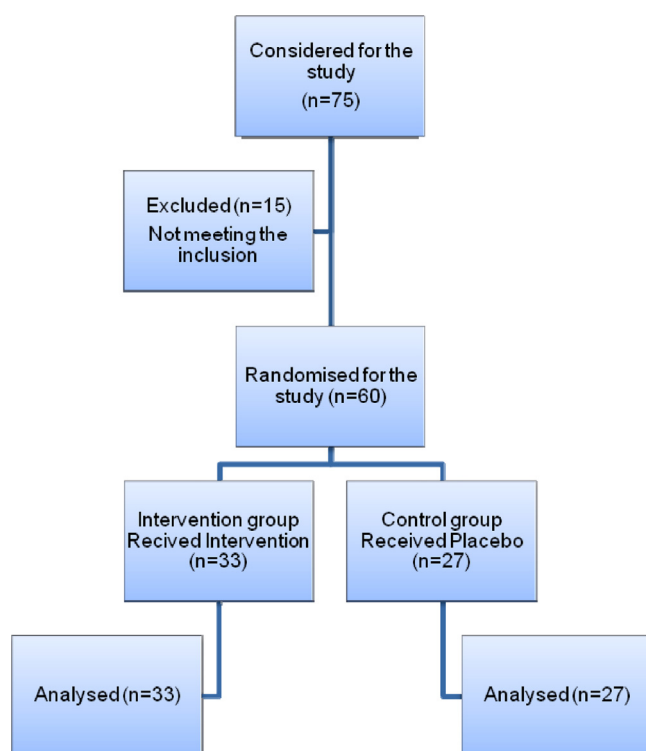 Considered for the
study
(n=75)
Excluded (n=15)
Not meeting the
inclusion
Randomised for the
study (n=60)
Intervention group
Recived Intervention
(n=33)
Control group
Received Placebo
(n=27)
Analysed (n=33)
Analysed (n=27)